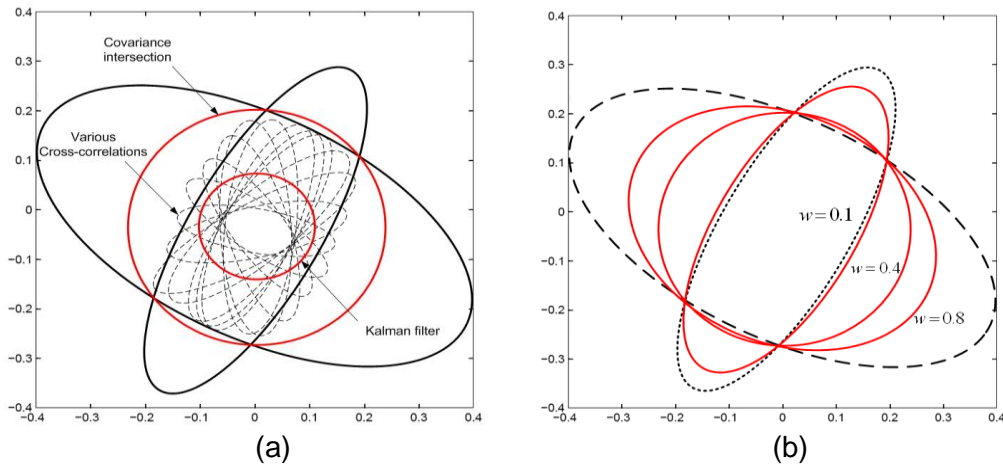 0.4
0.3
0.2
0.1
0
−0.1
−0.2
−0.3
−0.4
−0.4 −0.3 −0.2 −0.1 0 0.1 0.2 0.3 0.4
Covariance
intersection
Various
Cross-correlations
Kalman filter
(a)
0.4
0.3
0.2
0.1
0
−0.1
−0.2
−0.3
−0.4
−0.4 −0.3 −0.2 −0.1 0 0.1 0.2 0.3 0.4
w=0.1
w=0.4
w=0.8
(b)